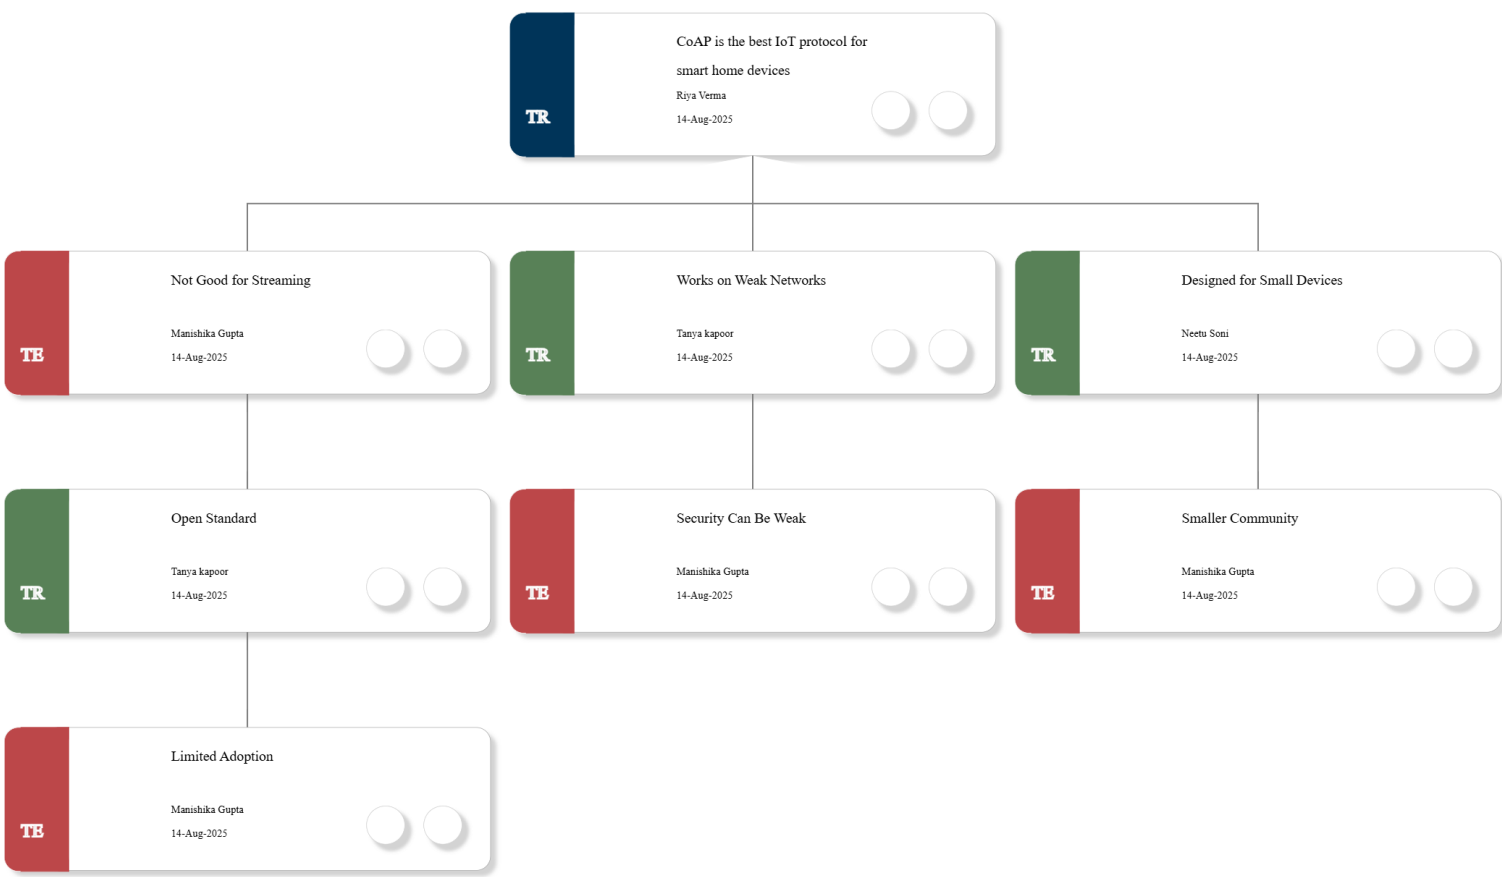 CoAP is the best IoT protocol for
smart home devices
Riya Verma
14-Aug-2025
TR
Not Good for Streaming
Manishika Gupta
14-Aug-2025
TE
Works on Weak Networks
Tanya kapoor
14-Aug-2025
TR
Designed for Small Devices
Neetu Soni
14-Aug-2025
TR
Open Standard
Tanya kapoor
14-Aug-2025
TR
Security Can Be Weak
Manishika Gupta
14-Aug-2025
TE
Smaller Community
Manishika Gupta
14-Aug-2025
TE
Limited Adoption
Manishika Gupta
14-Aug-2025
TE